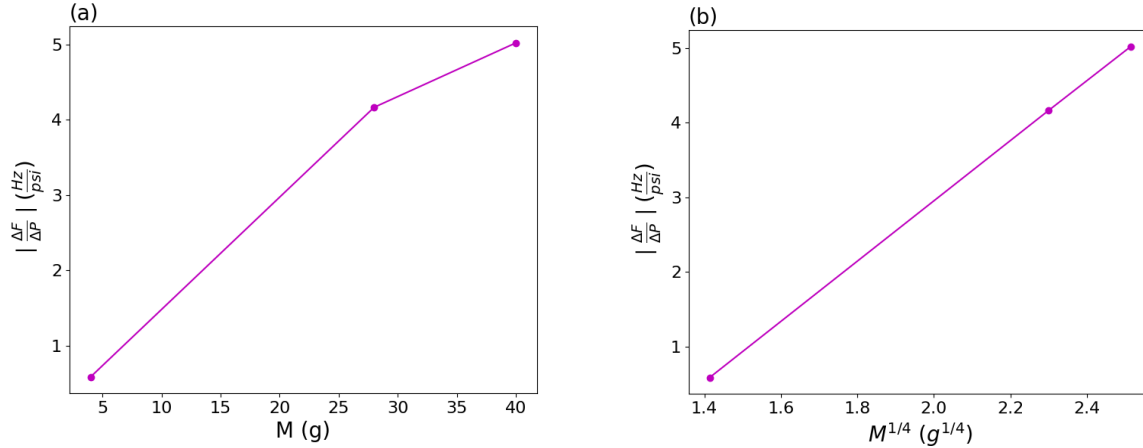 (a)
5
4
3
2
1
| ΔF/ΔP | (Hz/psi)
5 10 15 20 25 30 35 40
M (g)
(b)
5
4
3
2
1
| ΔF/ΔP | (Hz/psi)
1.4 1.6 1.8 2.0 2.2 2.4
M^{1/4} (g^{1/4})